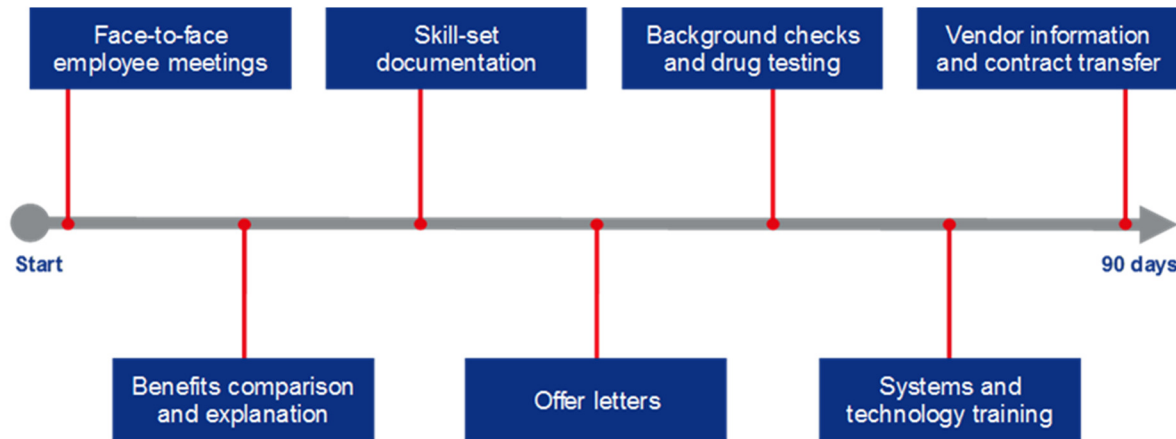 Face-to-face
employee meetings
Skill-set
documentation
Background checks
and drug testing
Vendor information
and contract transfer
Start
90 days
Benefits comparison
and explanation
Offer letters
Systems and
technology training